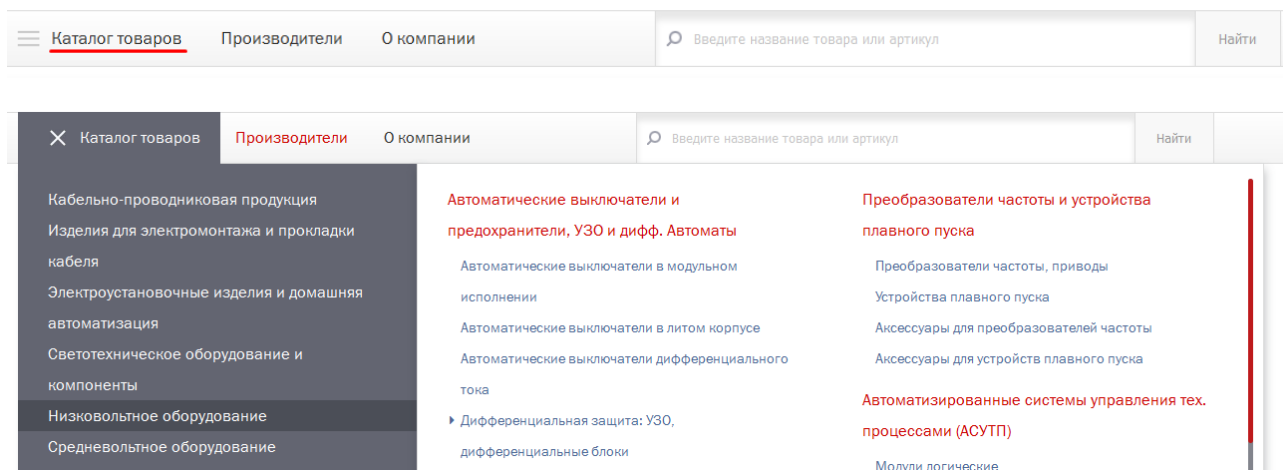 Каталог товаров Производители О компании Введите название товара или артикул Найти
Каталог товаров Производители О компании Введите название товара или артикул Найти
Кабельно-проводниковая продукция
Изделия для электромонтажа и прокладки
кабеля
Электроустановочные изделия и домашняя
автоматизация
Светотехническое оборудование и
компоненты
Низковольтное оборудование
Средневольтное оборудование
Автоматические выключатели и
предохранители, УЗО и дифф. Автоматы
Автоматические выключатели в модульном
исполнении
Автоматические выключатели в литом корпусе
Автоматические выключатели дифференциального
тока
Дифференциальная защита: УЗО,
дифференциальные блоки
Преобразователи частоты и устройства
плавного пуска
Преобразователи частоты, приводы
Устройства плавного пуска
Аксессуары для преобразователей частоты
Аксессуары для устройств плавного пуска
Автоматизированные системы управления тех.
процессами (АСУТП)
Модули логические